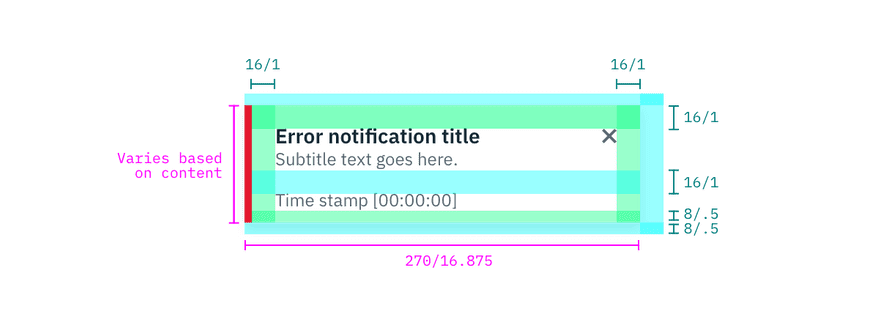 16/1 16/1
16/1
Error notification title
Varies based
on content
Subtitle text goes here.
16/1
Time stamp [00:00:00]
8/.5
8/.5
270/16.875